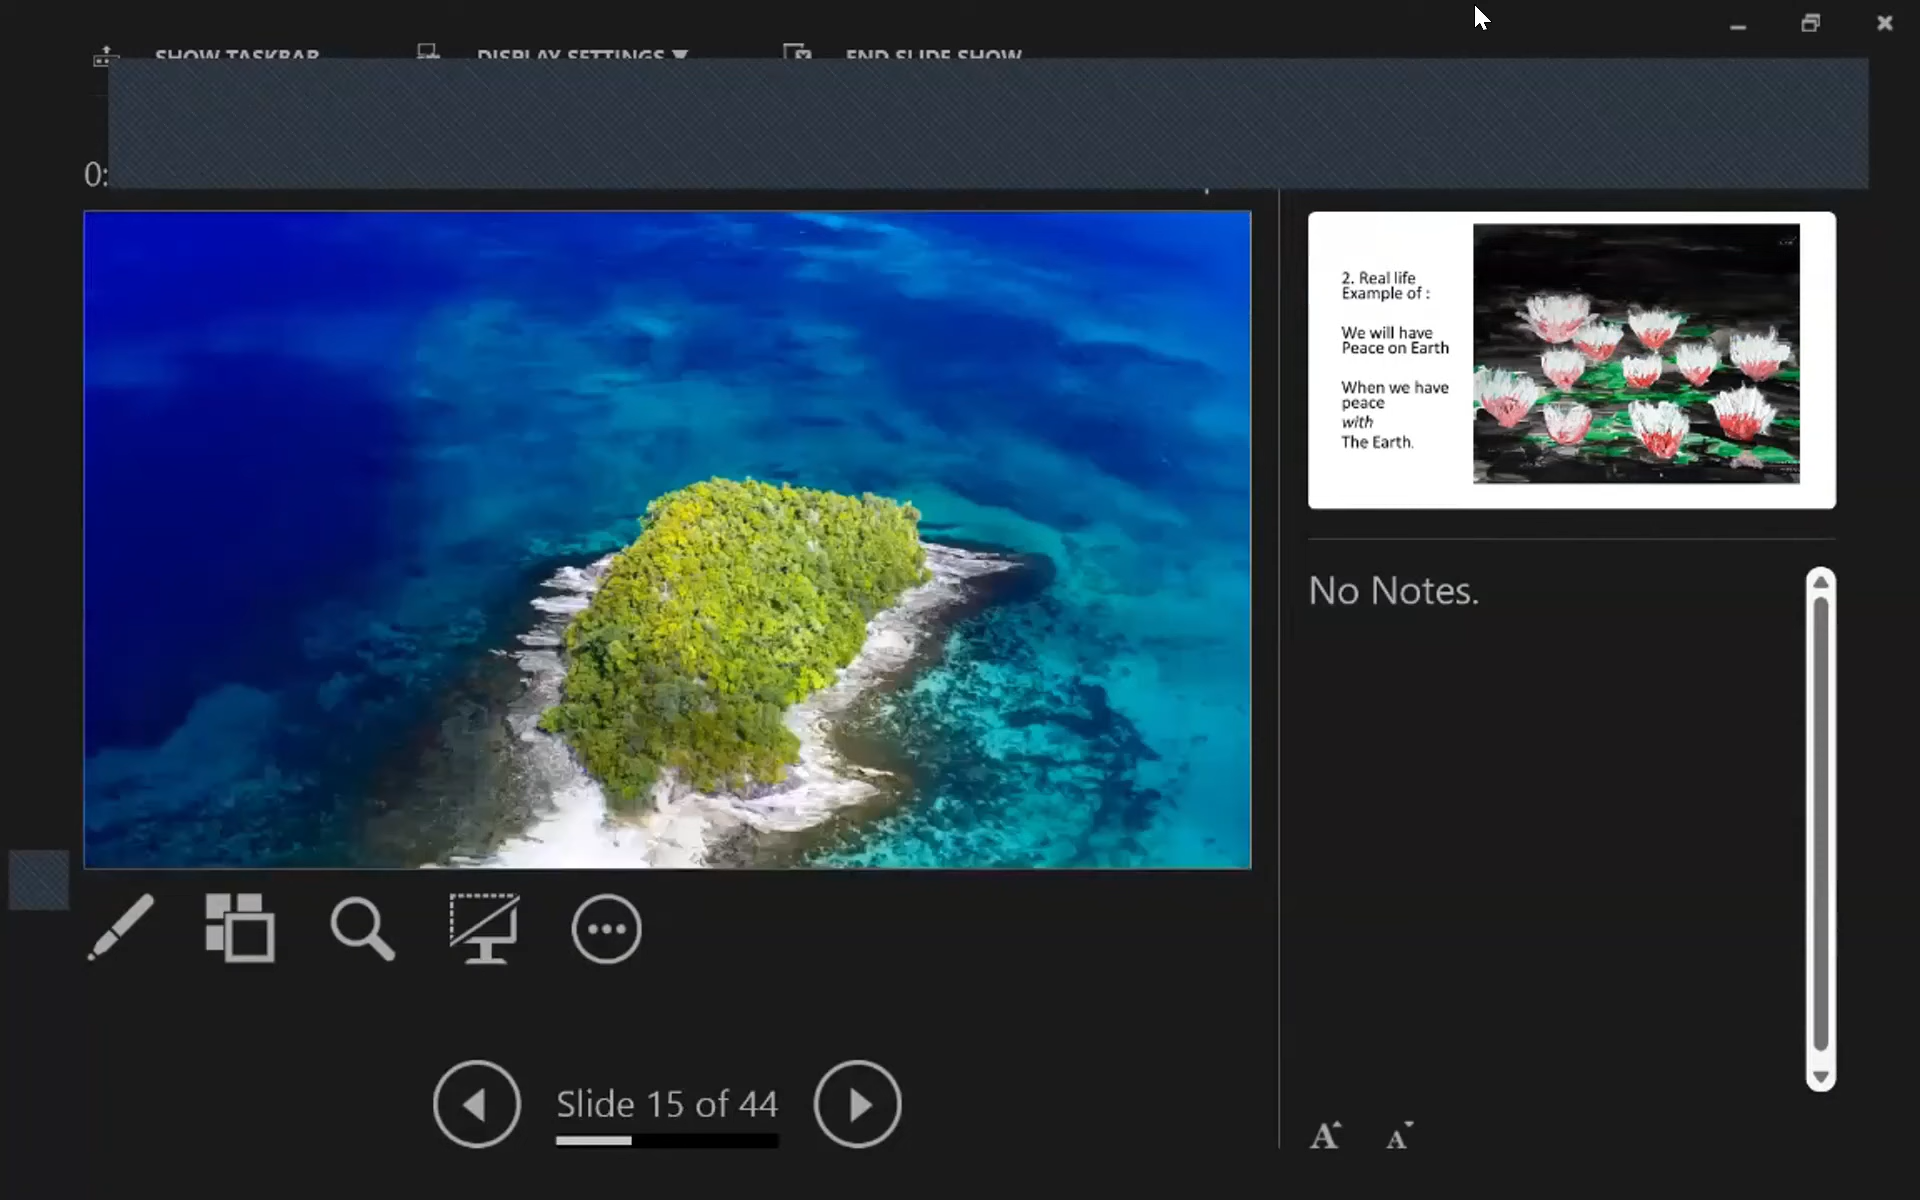 SHOW TASKBAR DISPLAY SETTINGS ▼ END SLIDE SHOW
0:
2. Real life
Example of :
We will have
Peace on Earth
When we have
peace
with
The Earth.
No Notes.
Slide 15 of 44
A A